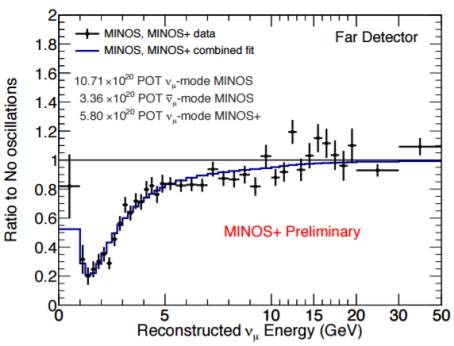 MINOS, MINOS+ data
MINOS, MINOS+ combined fit
Far Detector
10.71×10²⁰ POT νμ-mode MINOS
3.36×10²⁰ POT ν̄μ-mode MINOS
5.80×10²⁰ POT νμ-mode MINOS+
MINOS+ Preliminary
Ratio to No oscillations
2
1.8
1.6
1.4
1.2
1
0.8
0.6
0.4
0.2
0
0 5 10 15 20 30 50
Reconstructed νμ Energy (GeV)